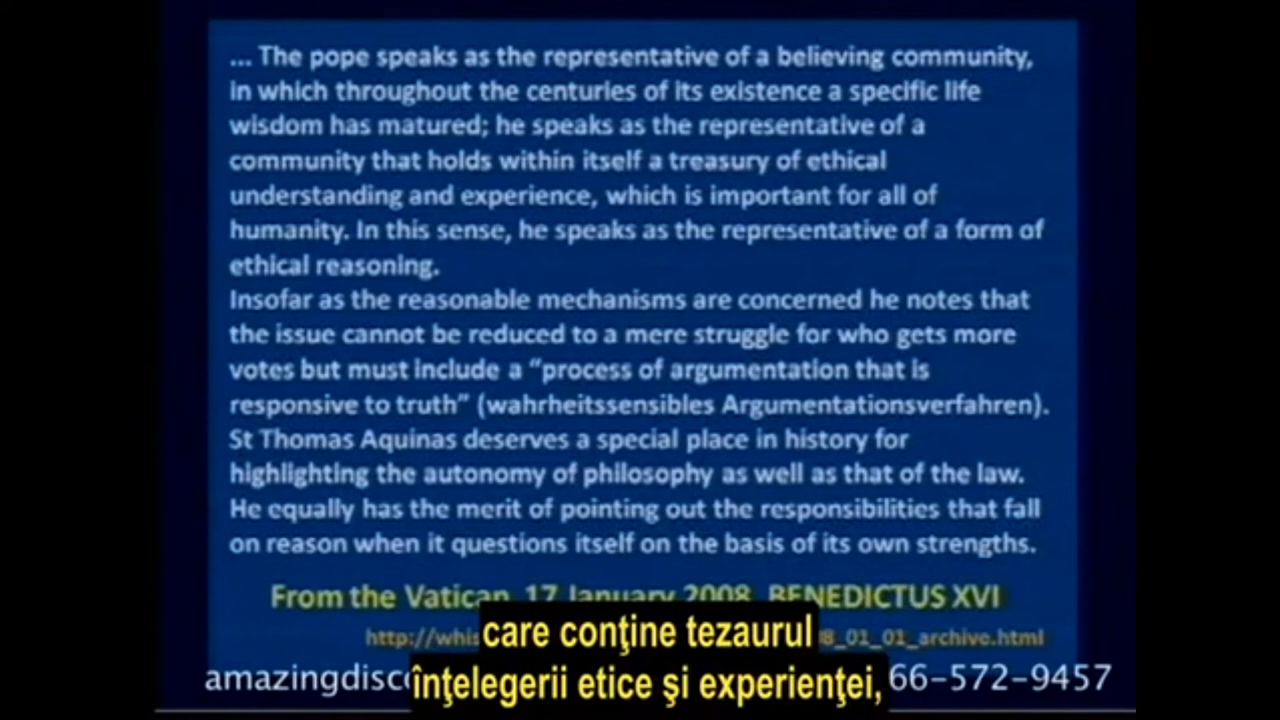 ... The pope speaks as the representative of a believing community,
in which throughout the centuries of its existence a specific life
wisdom has matured; he speaks as the representative of a
community that holds within itself a treasury of ethical
understanding and experience, which is important for all of
humanity. In this sense, he speaks as the representative of a form of
ethical reasoning.
Insofar as the reasonable mechanisms are concerned he notes that
the issue cannot be reduced to a mere struggle for who gets more
votes but must include a “process of argumentation that is
responsive to truth” (wahrheitssensibles Argumentationsverfahren).
St Thomas Aquinas deserves a special place in history for
highlighting the autonomy of philosophy as well as that of the law.
He equally has the merit of pointing out the responsibilities that fall
on reason when it questions itself on the basis of its own strengths.
From the Vatican, 17 January 2008, BENEDICTUS XVI
http://whis 8_01_01_archive.html
care conţine tezaurul
amazingdisc 66-572-9457
înţelegerii etice şi experienţei,